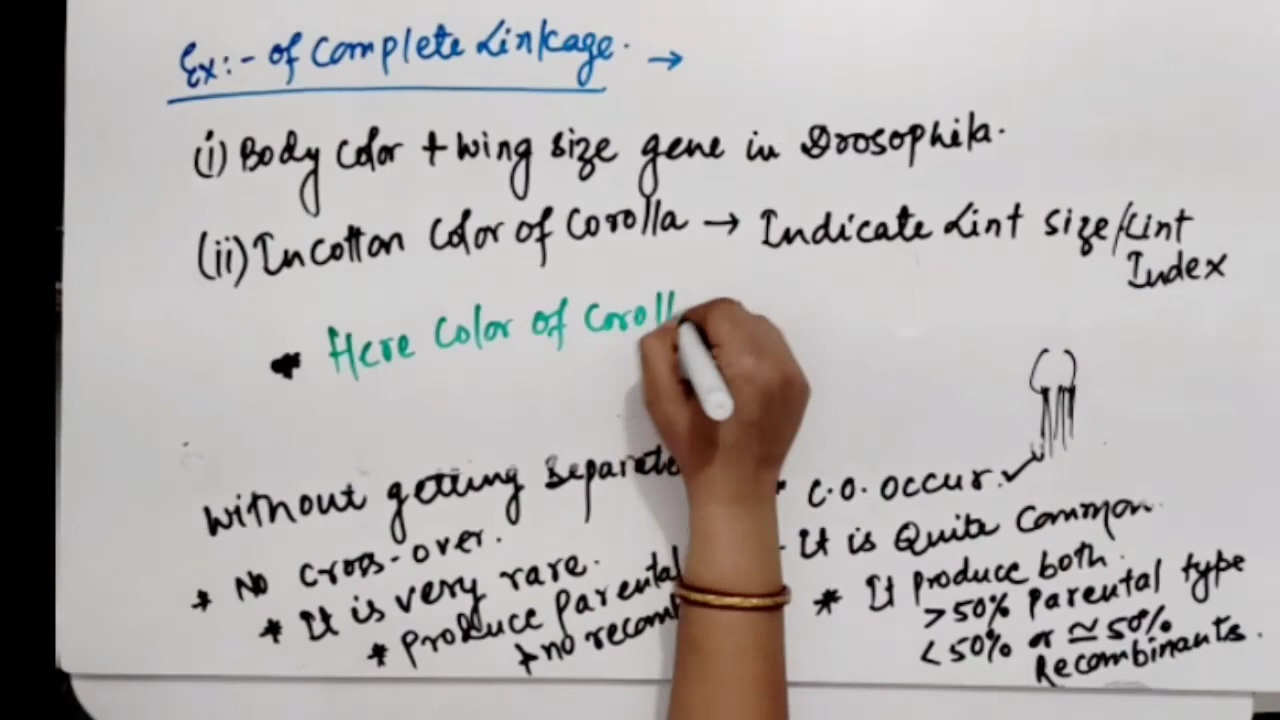 Ex:- of Complete Linkage. →
(i) Body Color + wing size gene in Drosophila.
(ii) In cotton Color of Corolla → Indicate Lint size/Lint
Index
Here Color of Coroll
without getting Separate
* No cross-over.
* It is very rare.
* Produce Parental
+ no recomb
* C.O. occur. ✓
- It is Quite Common.
* It produce both
>50% Parental type
<50% or ≃50%
Recombinants.